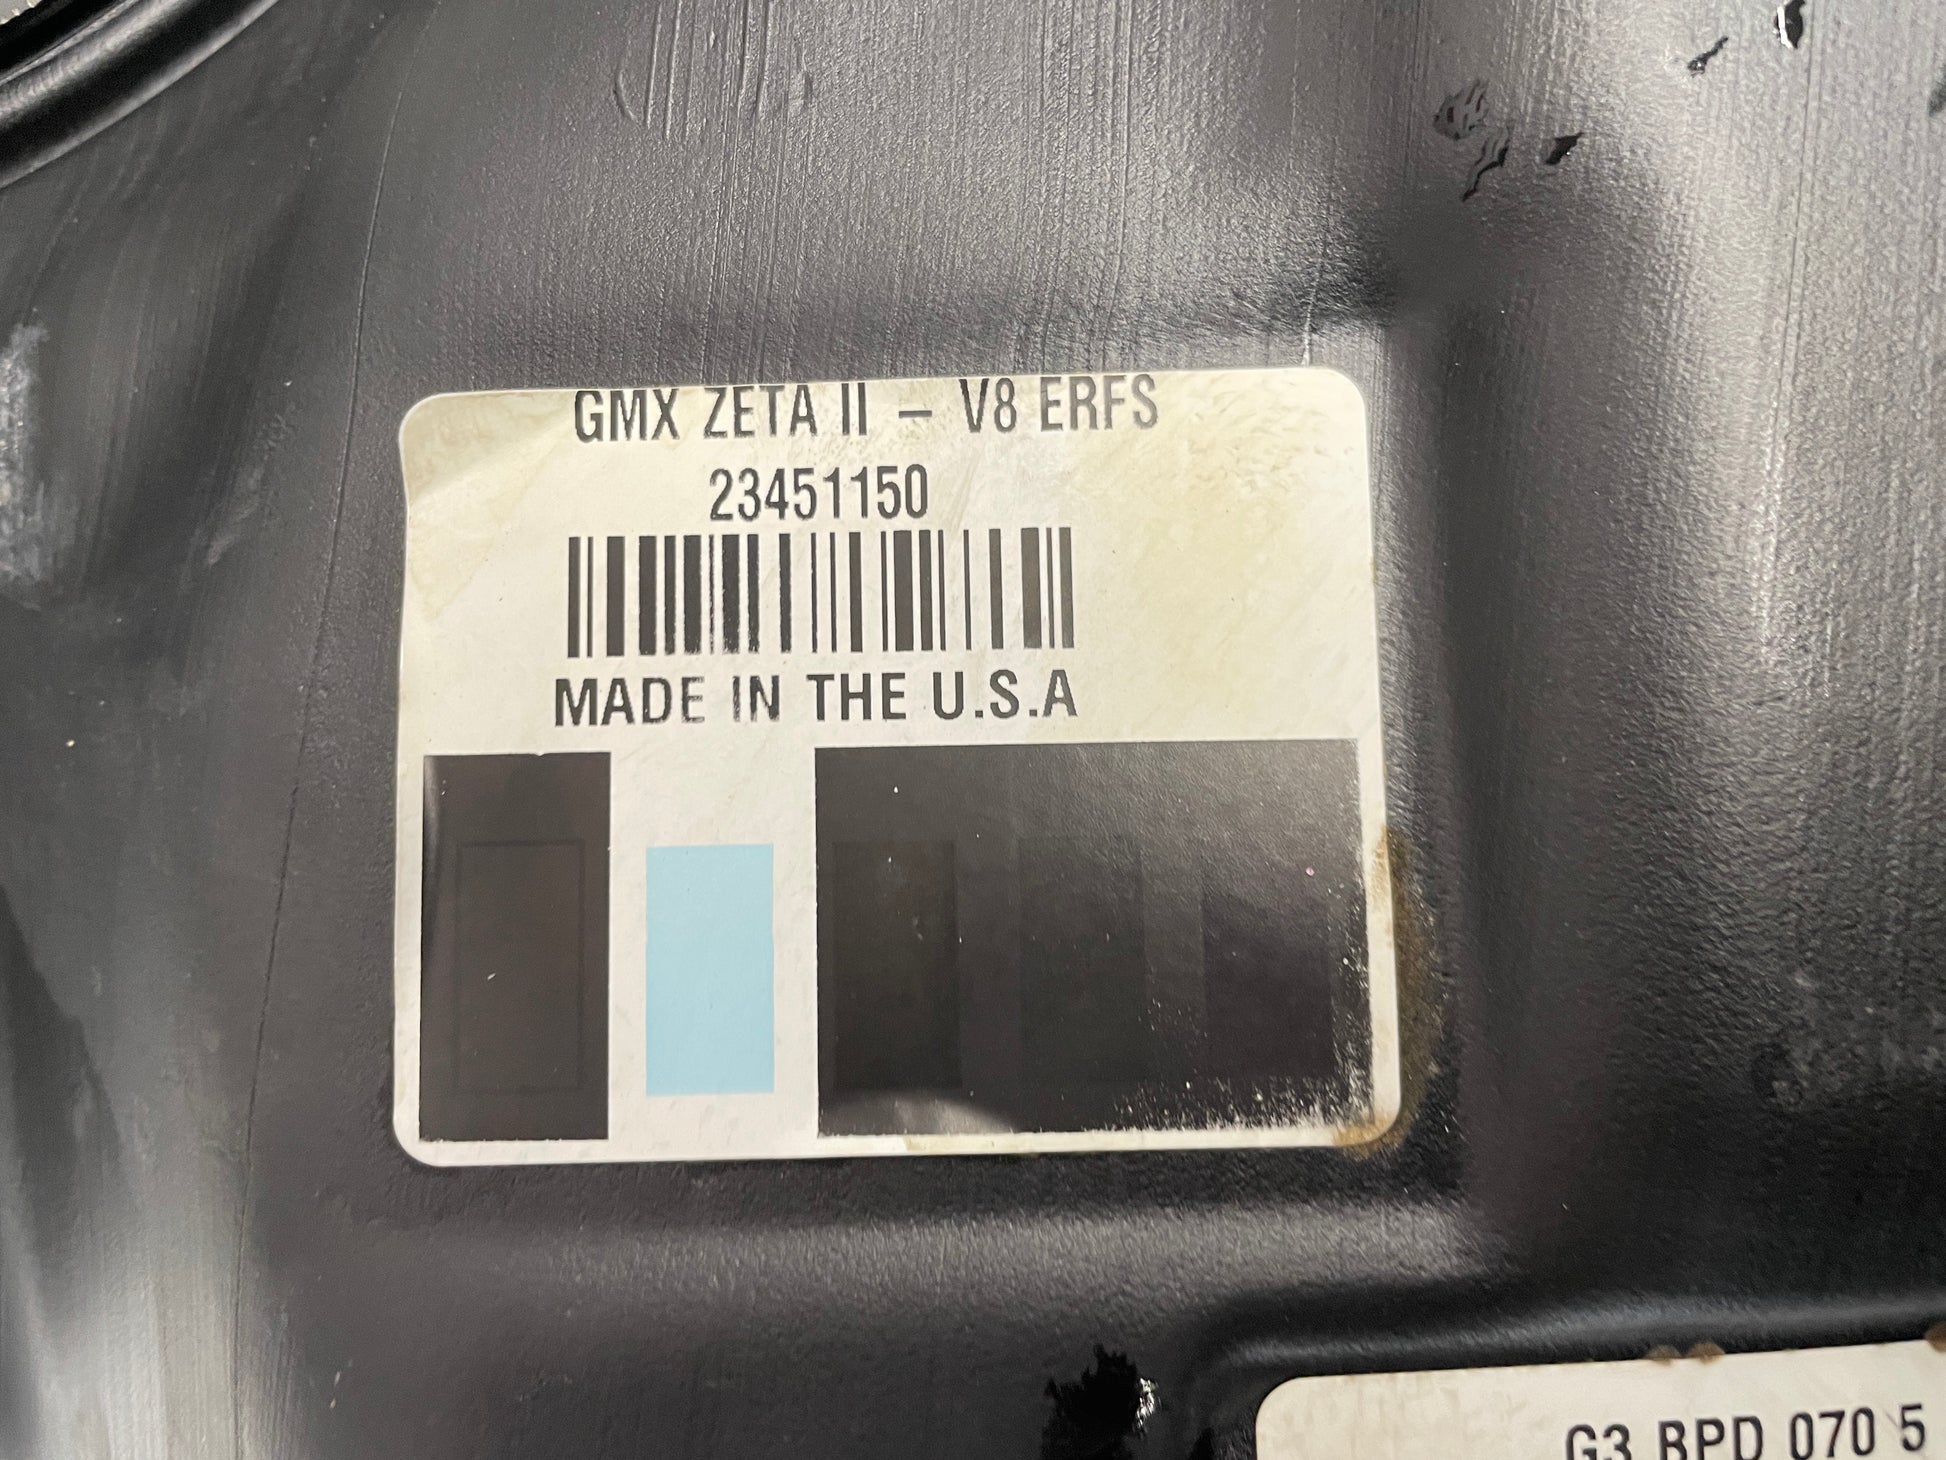 GMX ZETA II – V8 ERFS
23451150
MADE IN THE U.S.A
G3 BPD 070 5